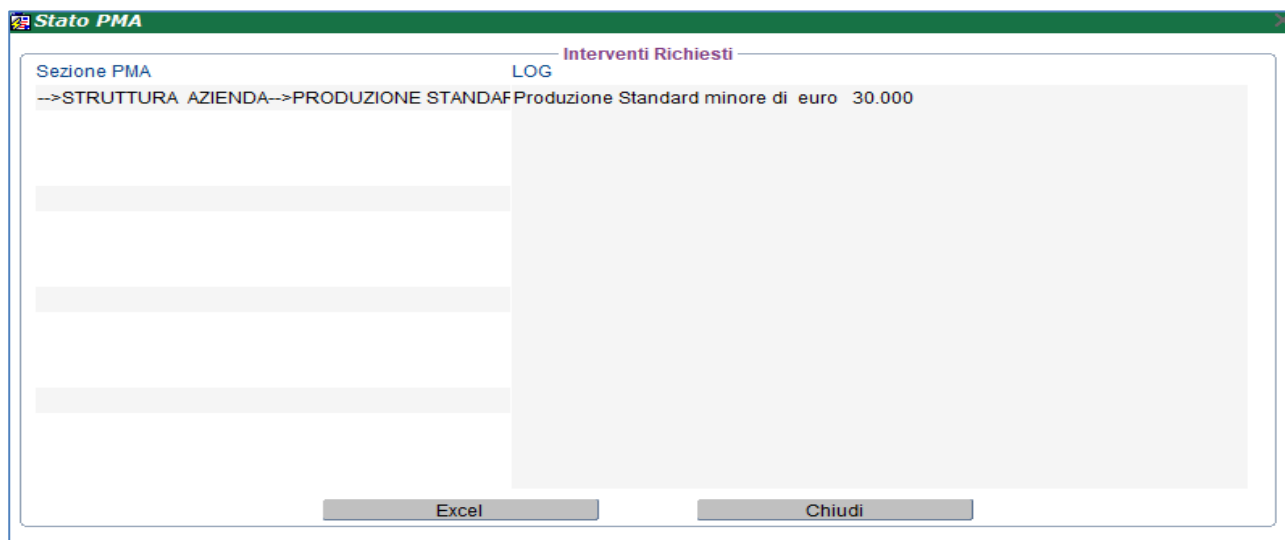 Stato PMA
Interventi Richiesti
Sezione PMA LOG
-->STRUTTURA AZIENDA-->PRODUZIONE STANDAR Produzione Standard minore di euro 30.000
Excel Chiudi